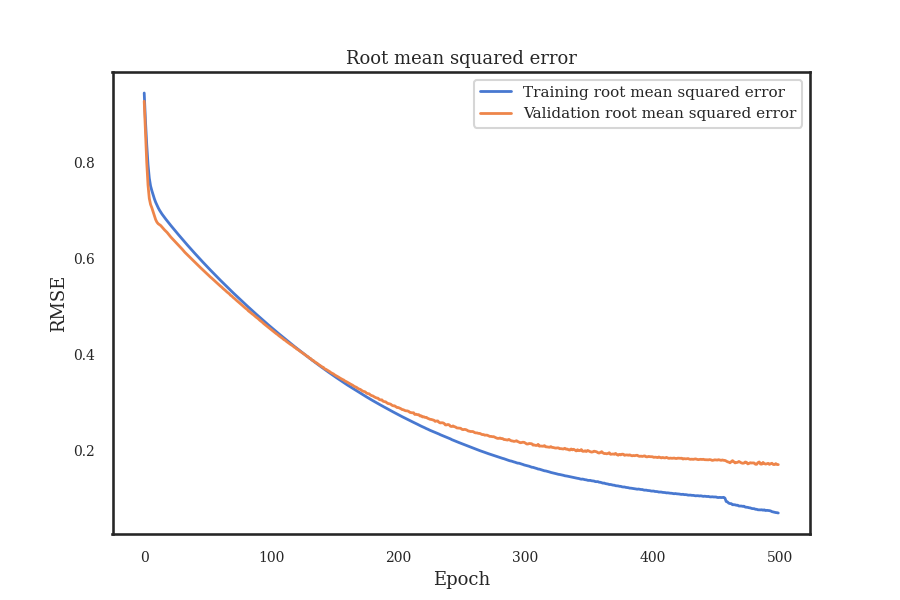 Root mean squared error
Training root mean squared error
Validation root mean squared error
0.8
0.6
0.4
0.2
RMSE
0 100 200 300 400 500
Epoch